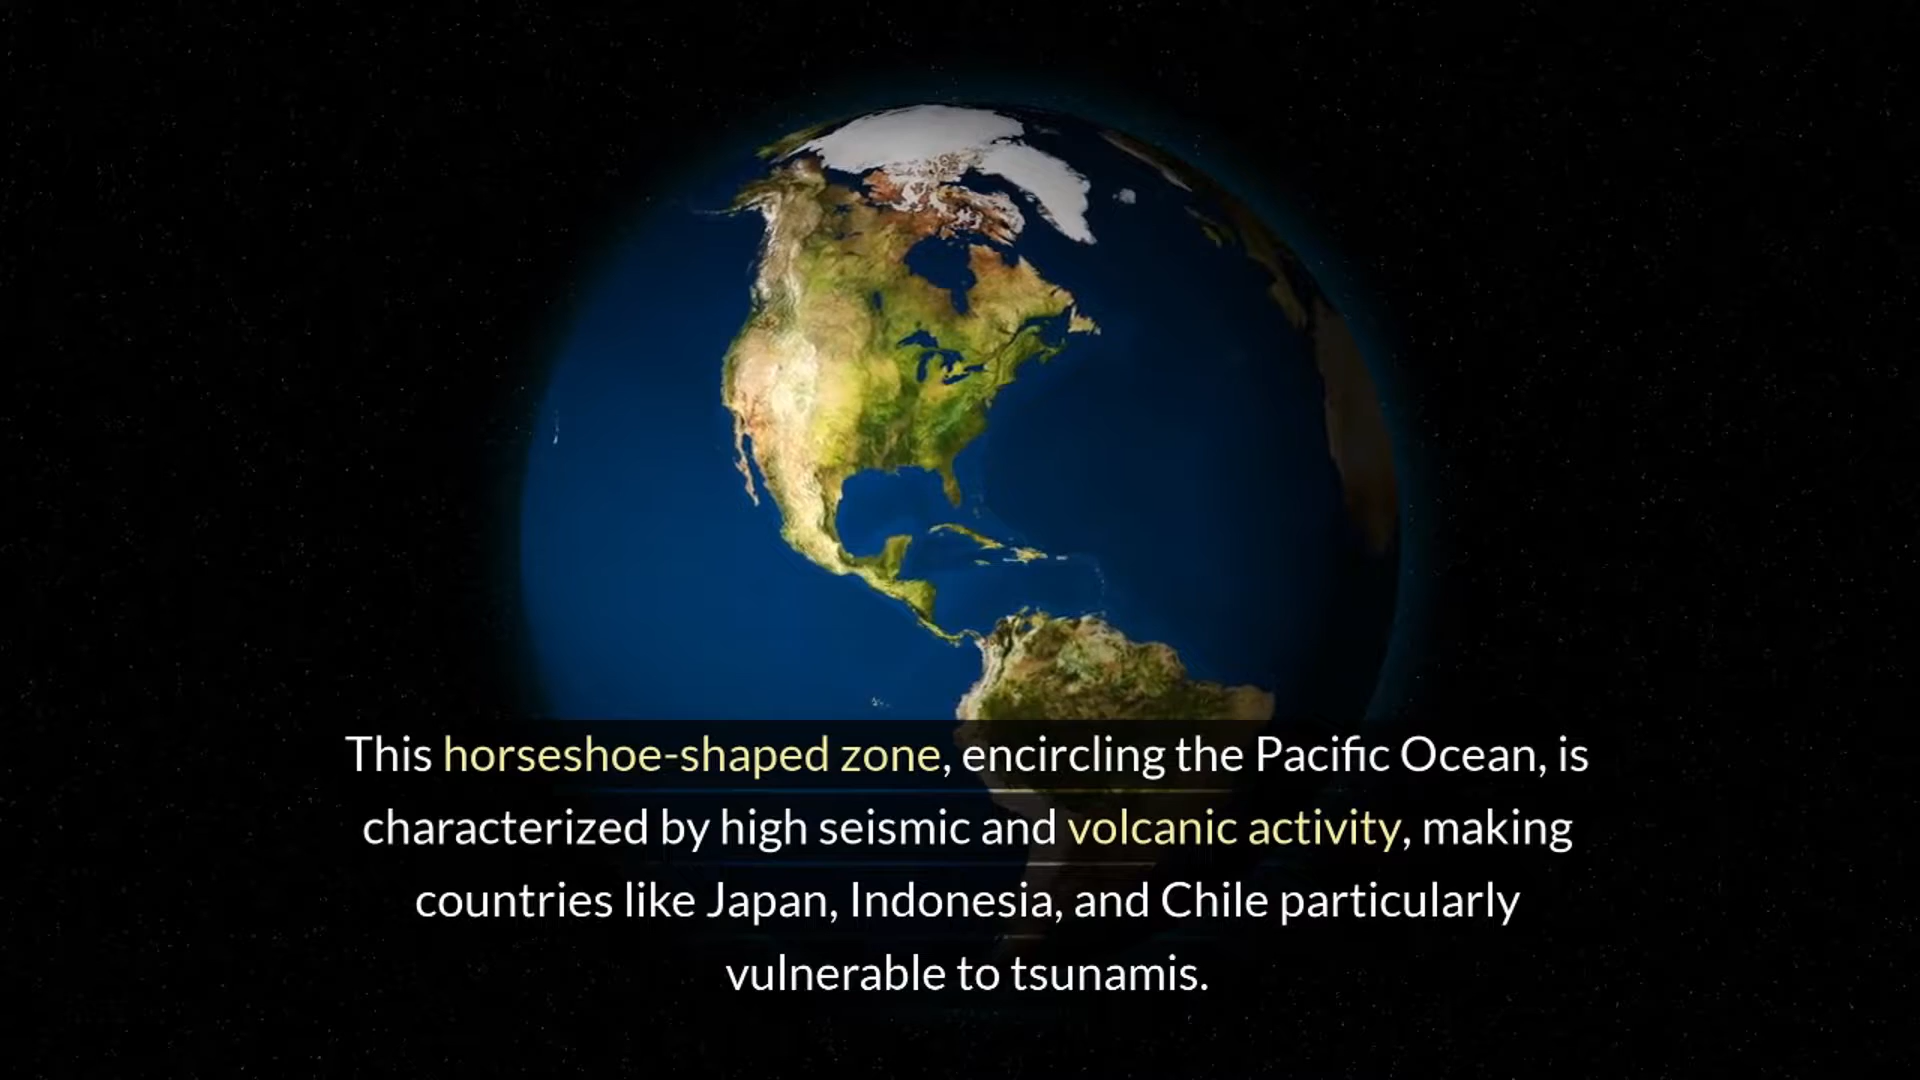 This horseshoe-shaped zone, encircling the Pacific Ocean, is
characterized by high seismic and volcanic activity, making
countries like Japan, Indonesia, and Chile particularly
vulnerable to tsunamis.